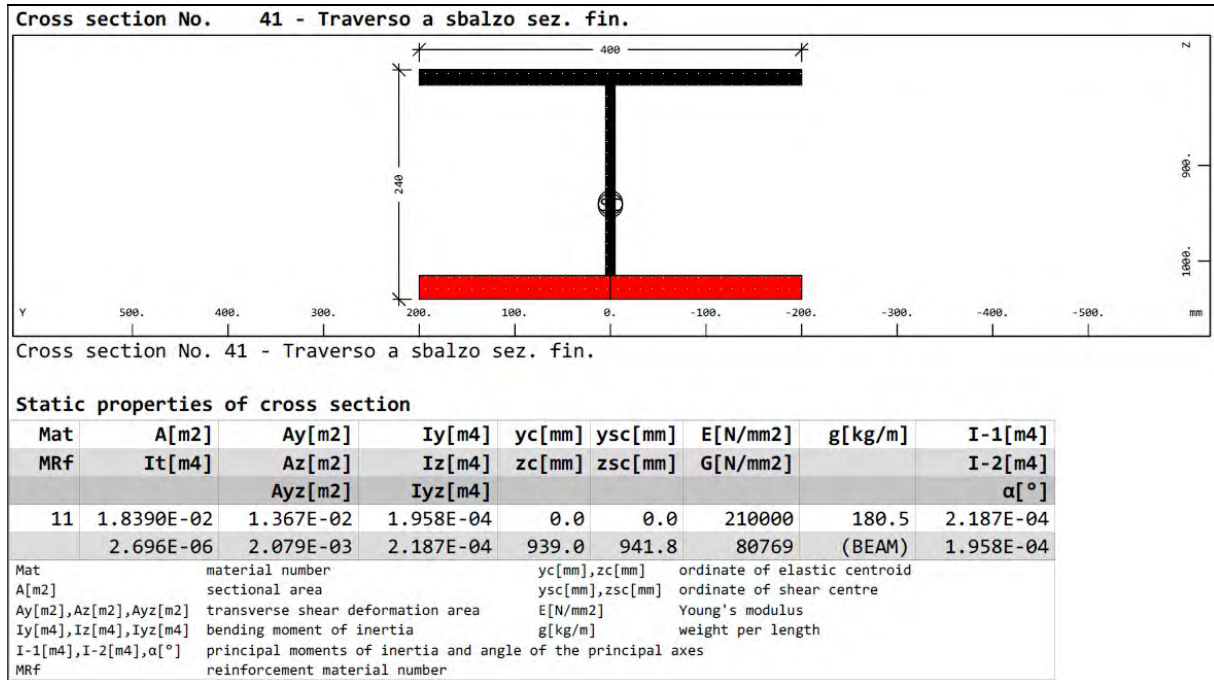 Cross section No. 41 - Traverso a sbalzo sez. fin.
400
Z
240
900.
1000.
Y 500. 400. 300. 200. 100. 0. -100. -200. -300. -400. -500. mm
Cross section No. 41 - Traverso a sbalzo sez. fin.
Static properties of cross section
Mat A[m2] Ay[m2] Iy[m4] yc[mm] ysc[mm] E[N/mm2] g[kg/m] I-1[m4]
MRf It[m4] Az[m2] Iz[m4] zc[mm] zsc[mm] G[N/mm2] I-2[m4]
Ayz[m2] Iyz[m4] α[°]
11 1.8390E-02 1.367E-02 1.958E-04 0.0 0.0 210000 180.5 2.187E-04
2.696E-06 2.079E-03 2.187E-04 939.0 941.8 80769 (BEAM) 1.958E-04
Mat material number yc[mm],zc[mm] ordinate of elastic centroid
A[m2] sectional area ysc[mm],zsc[mm] ordinate of shear centre
Ay[m2],Az[m2],Ayz[m2] transverse shear deformation area E[N/mm2] Young's modulus
Iy[m4],Iz[m4],Iyz[m4] bending moment of inertia g[kg/m] weight per length
I-1[m4],I-2[m4],α[°] principal moments of inertia and angle of the principal axes
MRf reinforcement material number